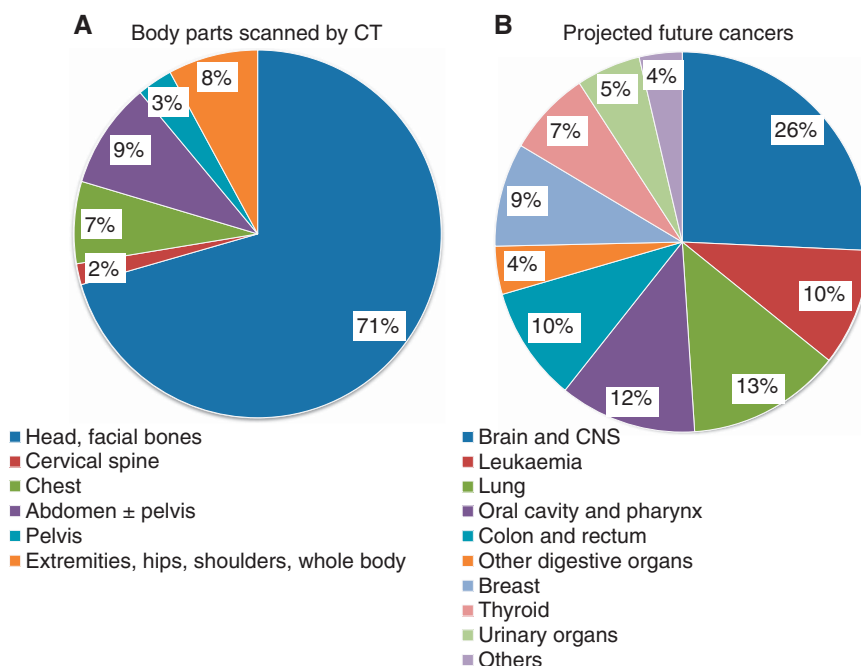 A Body parts scanned by CT
8%
3%
9%
7%
2%
71%
Head, facial bones
Cervical spine
Chest
Abdomen ± pelvis
Pelvis
Extremities, hips, shoulders, whole body
B Projected future cancers
4%
5%
26%
7%
9%
4%
10%
10%
12%
13%
Brain and CNS
Leukaemia
Lung
Oral cavity and pharynx
Colon and rectum
Other digestive organs
Breast
Thyroid
Urinary organs
Others